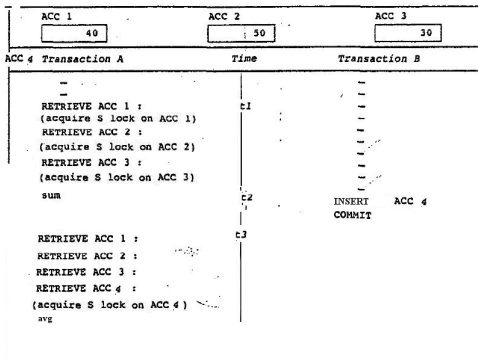 ACC 1 ACC 2 ACC 3
40 50 30
ACC 4 Transaction A Time Transaction B
RETRIEVE ACC 1 : t1
(acquire S lock on ACC 1)
RETRIEVE ACC 2 :
(acquire S lock on ACC 2)
RETRIEVE ACC 3 :
(acquire S lock on ACC 3)
sum t2 INSERT ACC 4
COMMIT
RETRIEVE ACC 1 : t3
RETRIEVE ACC 2 :
RETRIEVE ACC 3 :
RETRIEVE ACC 4 :
(acquire S lock on ACC 4)
avg